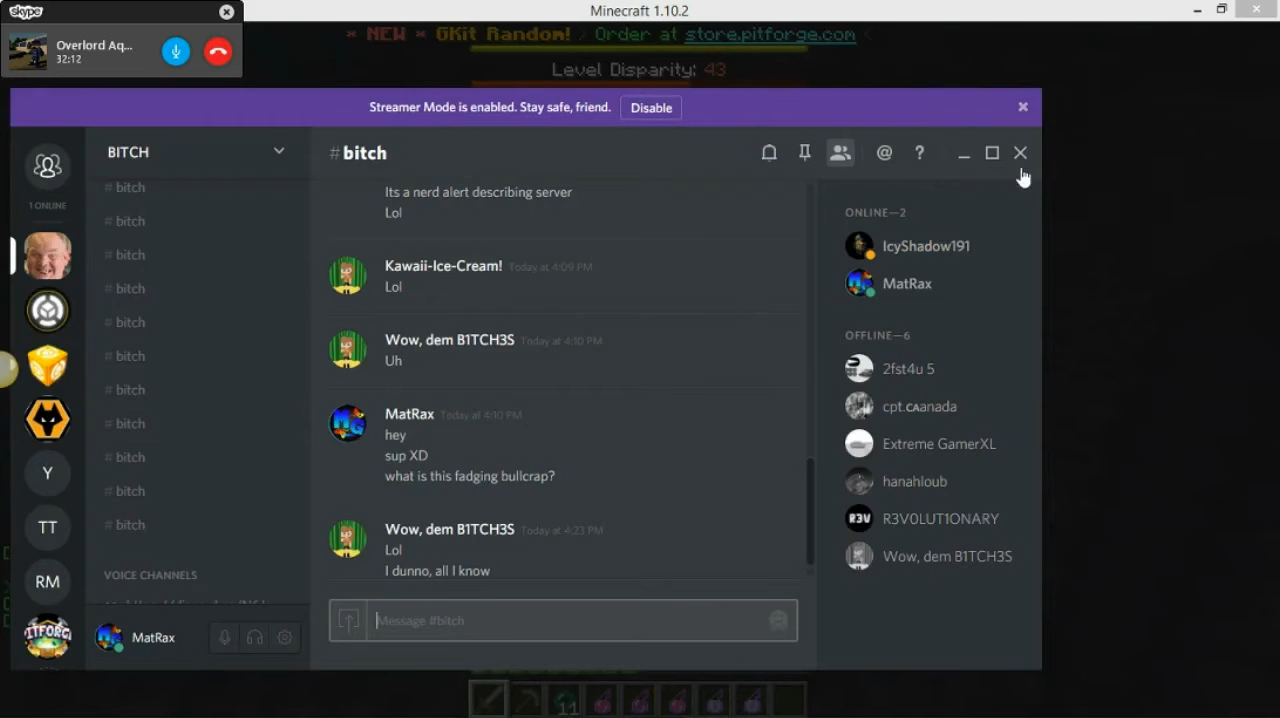 skype
Minecraft 1.10.2
Overlord Aq...
32:12
* NEW * GKit Random! / Order at store.pitforge.com
Level Disparity: 43
Streamer Mode is enabled. Stay safe, friend.
Disable
BITCH
#bitch
1 ONLINE
# bitch
# bitch
# bitch
# bitch
# bitch
# bitch
# bitch
# bitch
# bitch
# bitch
# bitch
VOICE CHANNELS
Y
TT
RM
MatRax
Its a nerd alert describing server
Lol
Kawaii-Ice-Cream! Today at 4:09 PM
Lol
Wow, dem B1TCH3S Today at 4:10 PM
Uh
MatRax Today at 4:10 PM
hey
sup XD
what is this fadging bullcrap?
Wow, dem B1TCH3S Today at 4:23 PM
Lol
I dunno, all I know
Message #bitch
ONLINE—2
IcyShadow191
MatRax
OFFLINE—6
2fst4u 5
cpt.cᴀanada
Extreme GamerXL
hanahloub
R3V R3V0LUT1ONARY
Wow, dem B1TCH3S
11